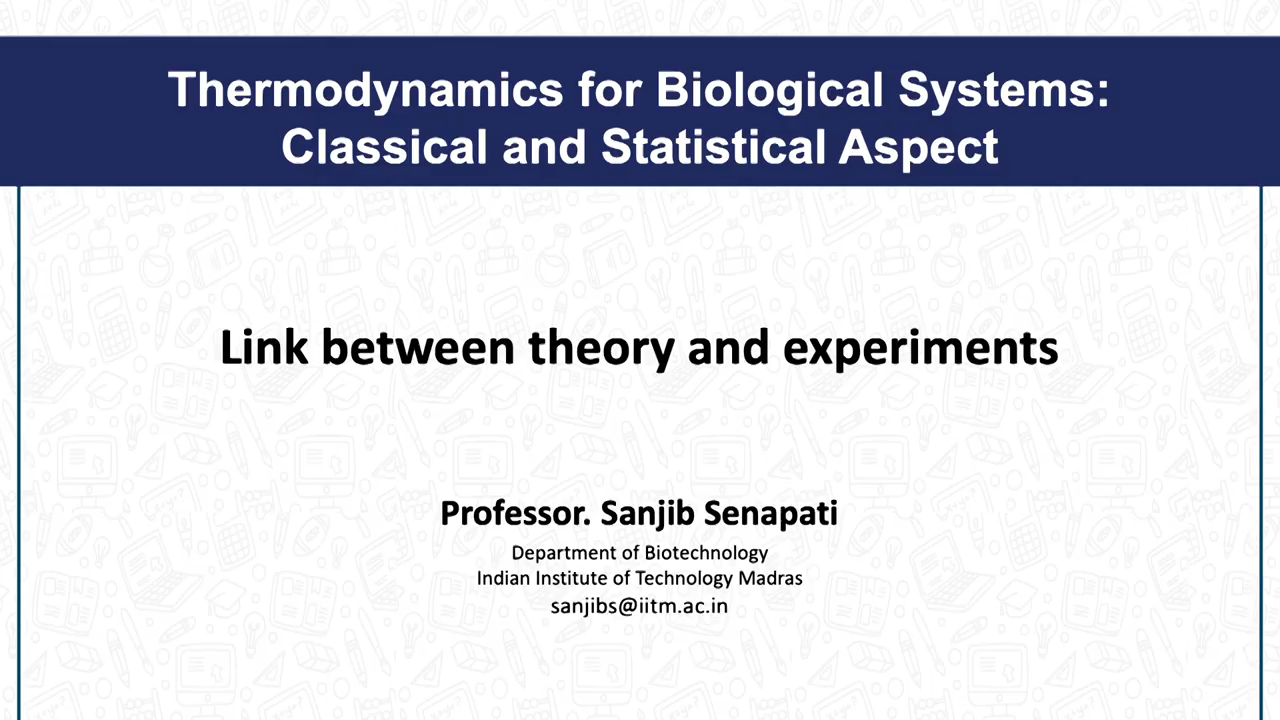 Thermodynamics for Biological Systems:
Classical and Statistical Aspect
Link between theory and experiments
Professor. Sanjib Senapati
Department of Biotechnology
Indian Institute of Technology Madras
sanjibs@iitm.ac.in